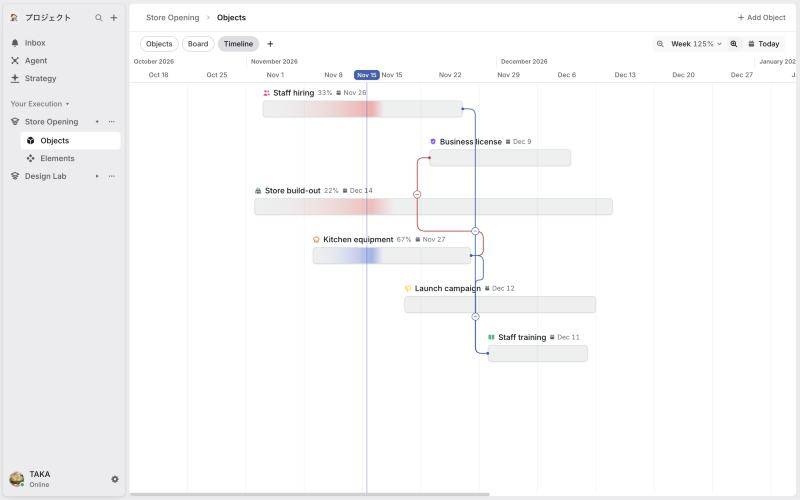 プロジェクト
Inbox
Agent
Strategy
Your Execution
Store Opening
Objects
Elements
Design Lab
TAKA
Online
Store Opening > Objects
+ Add Object
Objects Board Timeline +
Week 125% Today
October 2026 November 2026 December 2026 January 202
Oct 18 Oct 25 Nov 1 Nov 8 Nov 15 Nov 15 Nov 22 Nov 29 Dec 6 Dec 13 Dec 20 Dec 27 J
Staff hiring 33% Nov 26
Business license Dec 9
Store build-out 22% Dec 14
Kitchen equipment 67% Nov 27
Launch campaign Dec 12
Staff training Dec 11